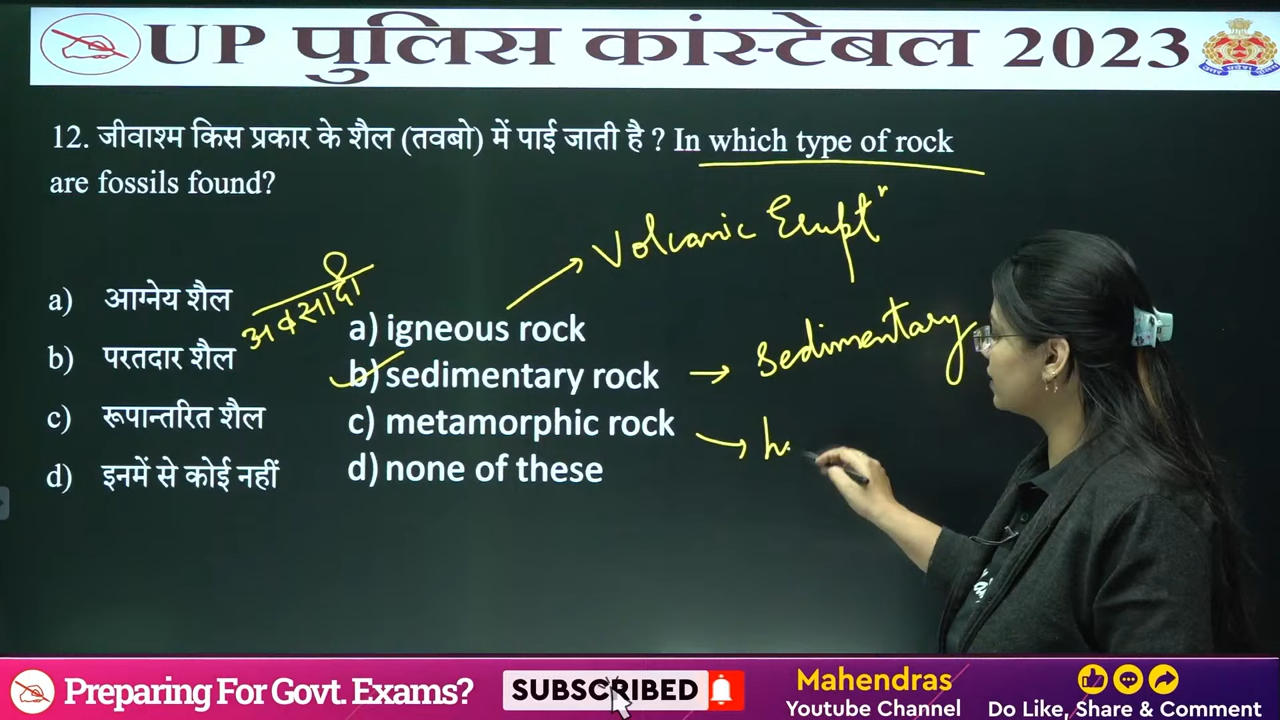 UP पुलिस कांस्टेबल 2023
12. जीवाश्म किस प्रकार के शैल (तवबो) में पाई जाती है ? In which type of rock
are fossils found?
Volcanic Erupt"
a) आग्नेय शैल
अवसादी
a) igneous rock
b) परतदार शैल
b) sedimentary rock → Sedimentary
c) रूपान्तरित शैल
c) metamorphic rock → h
d) इनमें से कोई नहीं
d) none of these
Preparing For Govt. Exams?
SUBSCRIBED
Mahendras
YouTube Channel
Do Like, Share & Comment